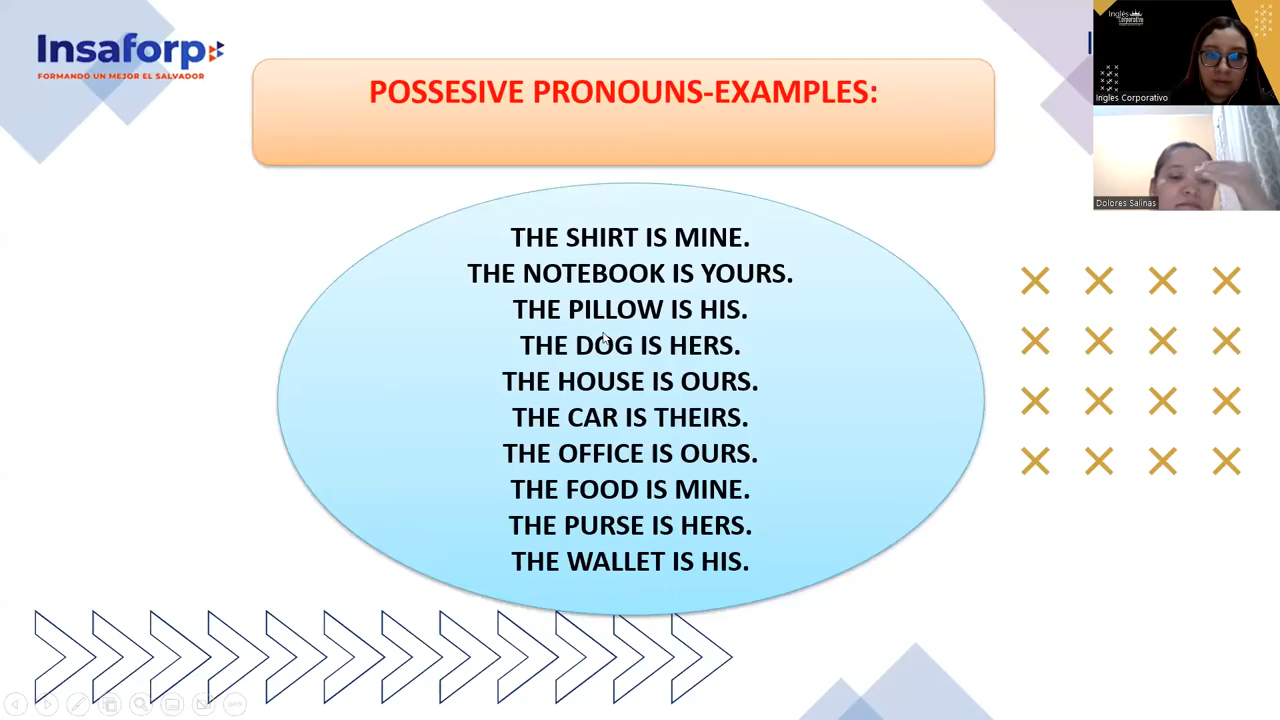 Insaforp
FORMANDO UN MEJOR EL SALVADOR
POSSESIVE PRONOUNS-EXAMPLES:
THE SHIRT IS MINE.
THE NOTEBOOK IS YOURS.
THE PILLOW IS HIS.
THE DOG IS HERS.
THE HOUSE IS OURS.
THE CAR IS THEIRS.
THE OFFICE IS OURS.
THE FOOD IS MINE.
THE PURSE IS HERS.
THE WALLET IS HIS.
Inglés
Corporativo
Ingles Corporativo
Dolores Salinas